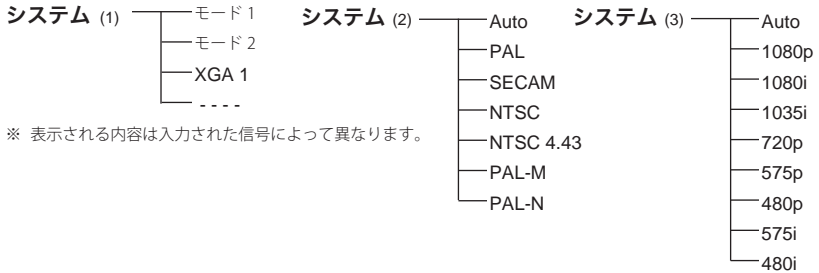 システム (1)
モード 1
モード 2
XGA 1
- - - -
※ 表示される内容は入力された信号によって異なります。
システム (2)
Auto
PAL
SECAM
NTSC
NTSC 4.43
PAL-M
PAL-N
システム (3)
Auto
1080p
1080i
1035i
720p
575p
480p
575i
480i